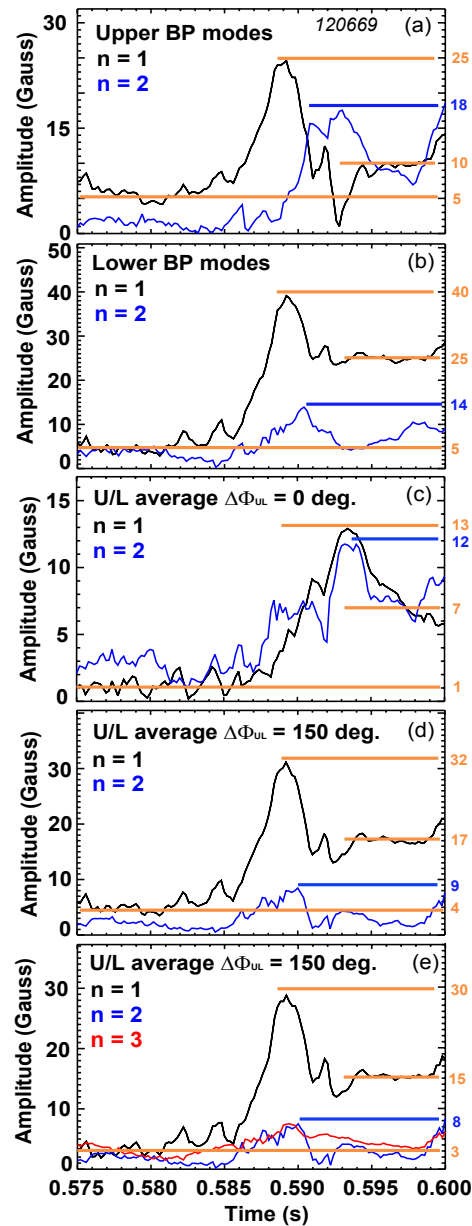 120669 (a)
Upper BP modes
n = 1
n = 2
30
15
5
0
25
18
10
5
Amplitude (Gauss)
(b)
Lower BP modes
n = 1
n = 2
50
40
30
20
10
0
40
25
14
5
Amplitude (Gauss)
(c)
U/L average ΔΦUL = 0 deg.
n = 1
n = 2
15
10
5
0
13
12
7
1
Amplitude (Gauss)
(d)
U/L average ΔΦUL = 150 deg.
n = 1
n = 2
30
20
10
0
32
17
9
4
Amplitude (Gauss)
(e)
U/L average ΔΦUL = 150 deg.
n = 1
n = 2
n = 3
30
20
10
0
30
15
8
3
Amplitude (Gauss)
0.575 0.580 0.585 0.590 0.595 0.600
Time (s)